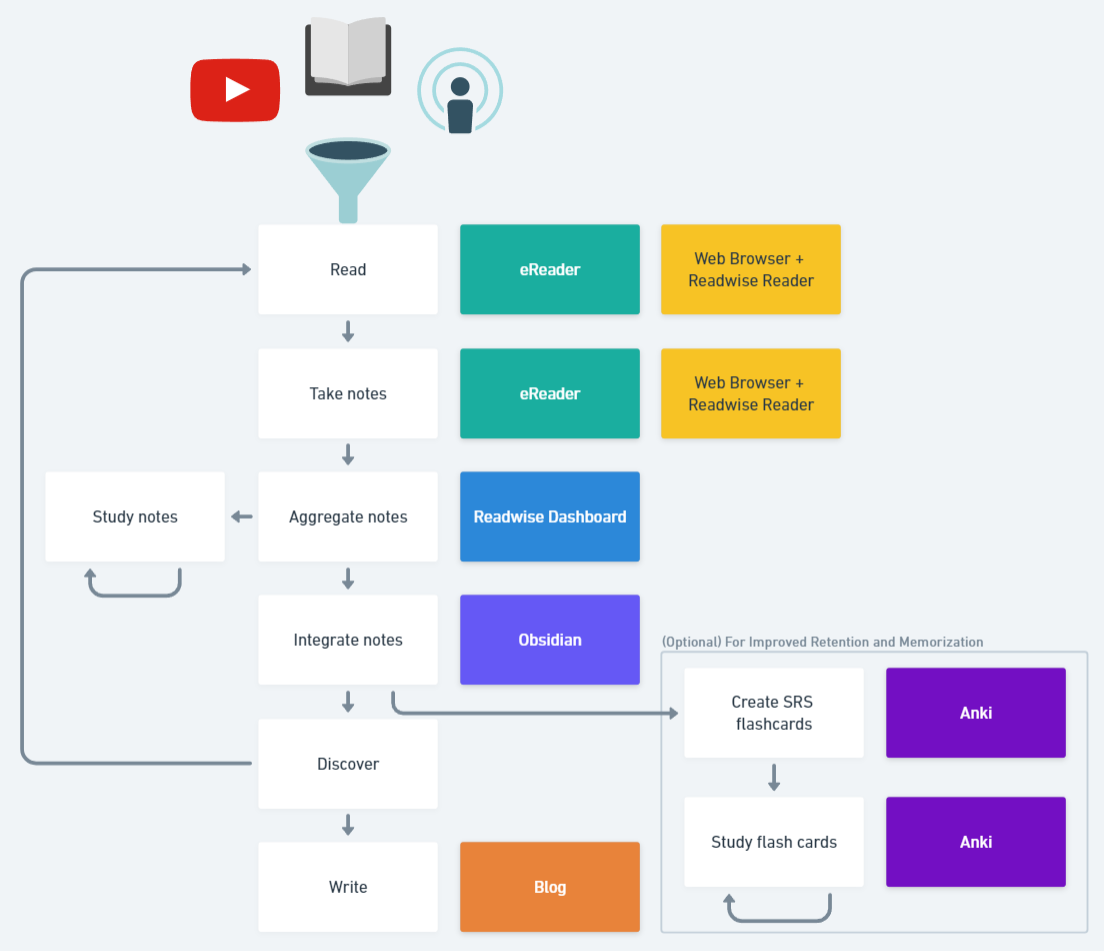 Read
eReader
Web Browser +
Readwise Reader
Take notes
eReader
Web Browser +
Readwise Reader
Study notes
Aggregate notes
Readwise Dashboard
Integrate notes
Obsidian
(Optional) For Improved Retention and Memorization
Create SRS
flashcards
Anki
Discover
Study flash cards
Anki
Write
Blog